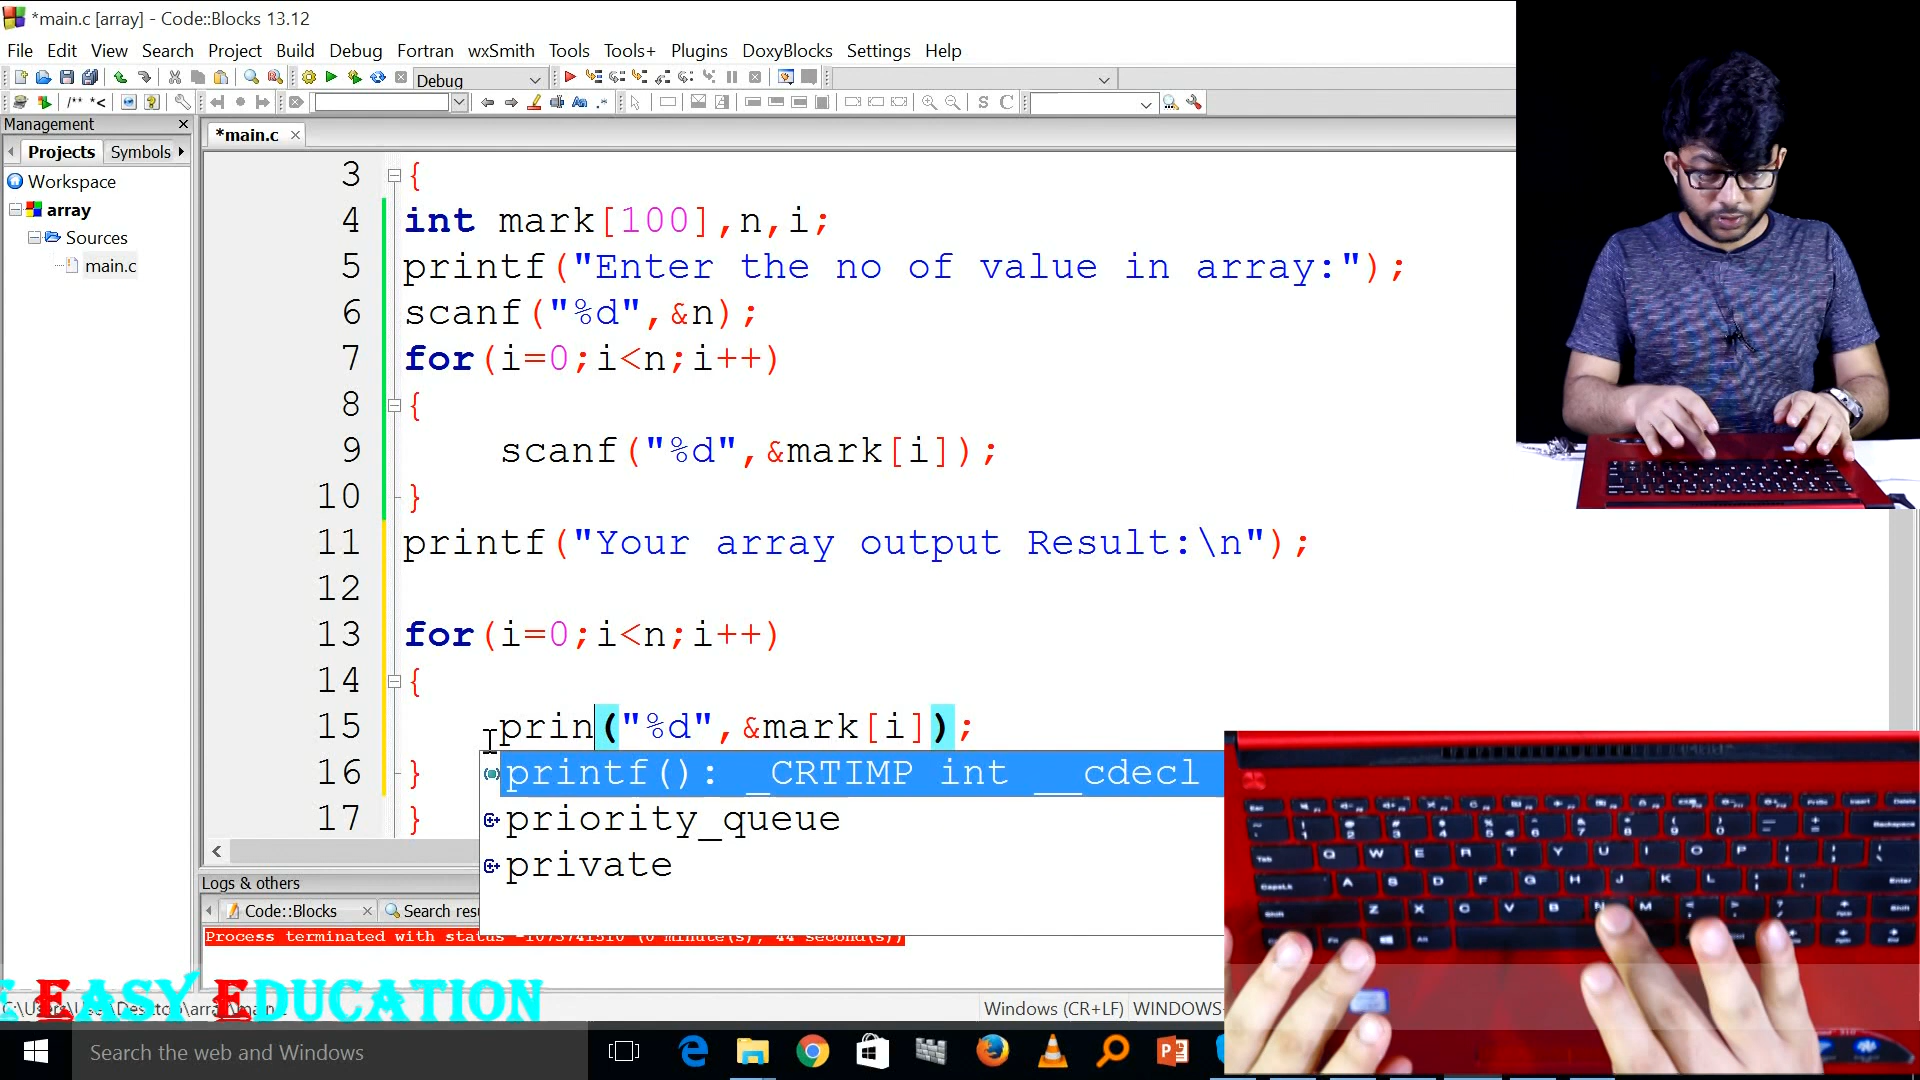 *main.c [array] - Code::Blocks 13.12
File Edit View Search Project Build Debug Fortran wxSmith Tools Tools+ Plugins DoxyBlocks Settings Help
Debug
/** *<
S C
Management
*main.c
Projects Symbols
Workspace
array
Sources
main.c
3 {
4 int mark[100],n,i;
5 printf("Enter the no of value in array:");
6 scanf("%d",&n);
7 for(i=0;i<n;i++)
8 {
9 scanf("%d",&mark[i]);
10 }
11 printf("Your array output Result:\n");
12
13 for(i=0;i<n;i++)
14 {
15 prin("%d",&mark[i]);
16 }
17 }
printf(): _CRTIMP int __cdecl
priority_queue
private
Logs & others
Code::Blocks Search resu
Process terminated with status -1073741510 (0 minute(s), 44 second(s))
EASY EDUCATION
Windows (CR+LF) WINDOWS-
Search the web and Windows
Q W E R T Y U I O P
A S D F G H J K L
Z X C V B N M